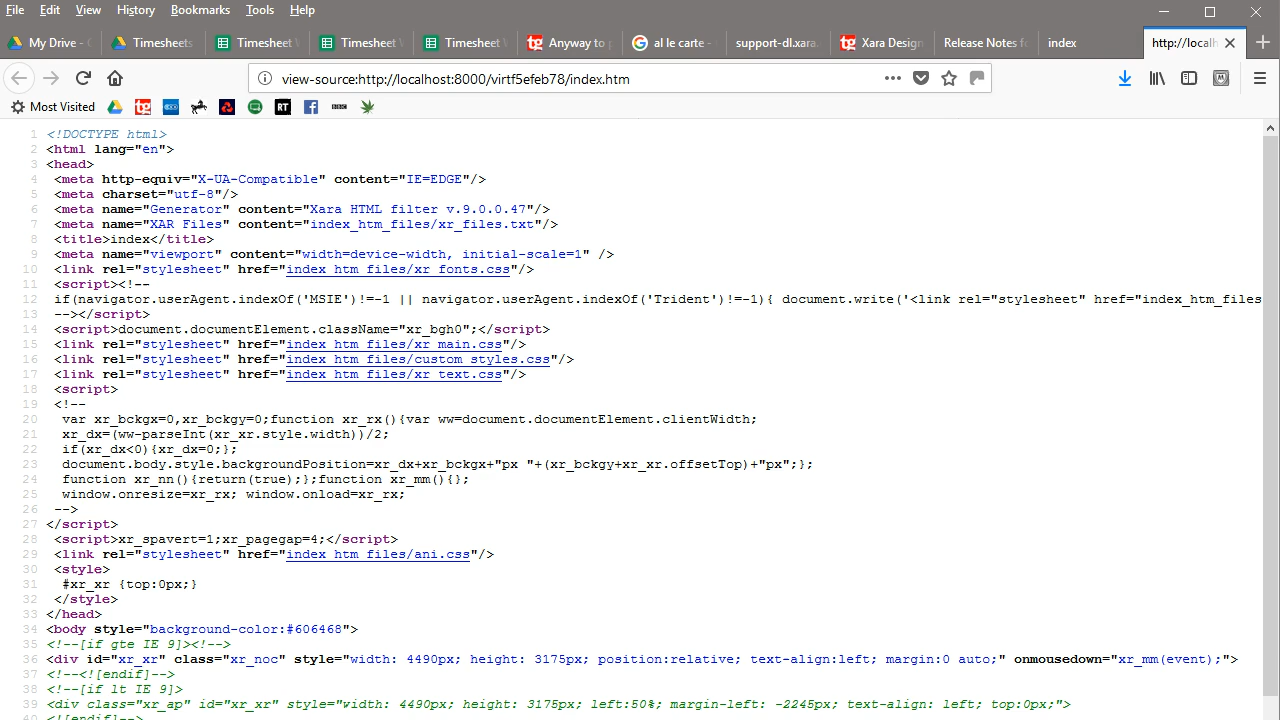 File Edit View History Bookmarks Tools Help
My Drive - G Timesheets Timesheet Timesheet Timesheet Anyway to al le carte - support-dl.xara. Xara Design Release Notes fo index http://localh
view-source:http://localhost:8000/virtf5efeb78/index.htm
Most Visited tg RT BBC
1 <!DOCTYPE html>
2 <html lang="en">
3 <head>
4 <meta http-equiv="X-UA-Compatible" content="IE=EDGE"/>
5 <meta charset="utf-8"/>
6 <meta name="Generator" content="Xara HTML filter v.9.0.0.47"/>
7 <meta name="XAR Files" content="index_htm_files/xr_files.txt"/>
8 <title>index</title>
9 <meta name="viewport" content="width=device-width, initial-scale=1" />
10 <link rel="stylesheet" href="index_htm_files/xr_fonts.css"/>
11 <script><!--
12 if(navigator.userAgent.indexOf('MSIE')!=-1 || navigator.userAgent.indexOf('Trident')!=-1){ document.write('<link rel="stylesheet" href="index_htm_files
13 --></script>
14 <script>document.documentElement.className="xr_bgh0";</script>
15 <link rel="stylesheet" href="index_htm_files/xr_main.css"/>
16 <link rel="stylesheet" href="index_htm_files/custom_styles.css"/>
17 <link rel="stylesheet" href="index_htm_files/xr_text.css"/>
18 <script>
19 <!--
20 var xr_bckgx=0,xr_bckgy=0;function xr_rx(){var ww=document.documentElement.clientWidth;
21 xr_dx=(ww-parseInt(xr_xr.style.width))/2;
22 if(xr_dx<0){xr_dx=0;};
23 document.body.style.backgroundPosition=xr_dx+xr_bckgx+"px "+(xr_bckgy+xr_xr.offsetTop)+"px";};
24 function xr_nn(){return(true);};function xr_mm(){};
25 window.onresize=xr_rx; window.onload=xr_rx;
26 -->
27 </script>
28 <script>xr_spavert=1;xr_pagegap=4;</script>
29 <link rel="stylesheet" href="index_htm_files/ani.css"/>
30 <style>
31 #xr_xr {top:0px;}
32 </style>
33 </head>
34 <body style="background-color:#606468">
35 <!--[if gte IE 9]><!-->
36 <div id="xr_xr" class="xr_noc" style="width: 4490px; height: 3175px; position:relative; text-align:left; margin:0 auto;" onmousedown="xr_mm(event);">
37 <!--<![endif]-->
38 <!--[if lt IE 9]>
39 <div class="xr_ap" id="xr_xr" style="width: 4490px; height: 3175px; left:50%; margin-left: -2245px; text-align: left; top:0px;">
40 <![endif]-->